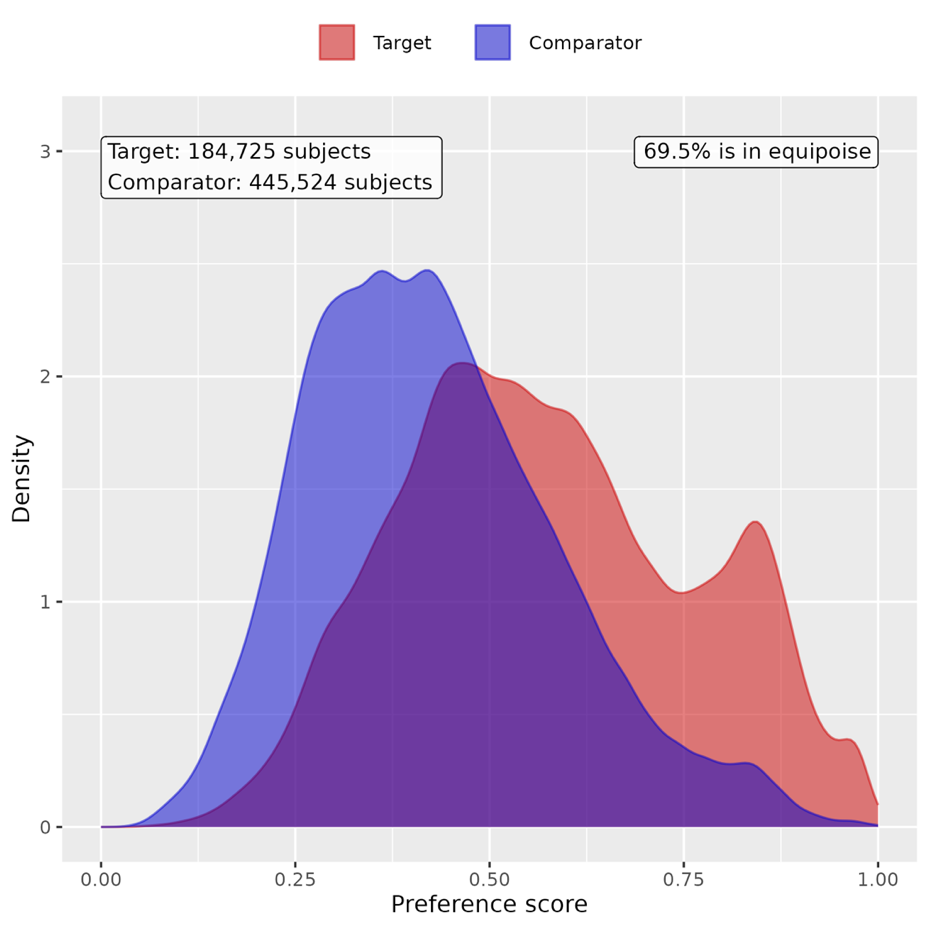 Target
Comparator
Target: 184,725 subjects
Comparator: 445,524 subjects
69.5% is in equipoise
3
2
1
0
Density
0.00
0.25
0.50
0.75
1.00
Preference score